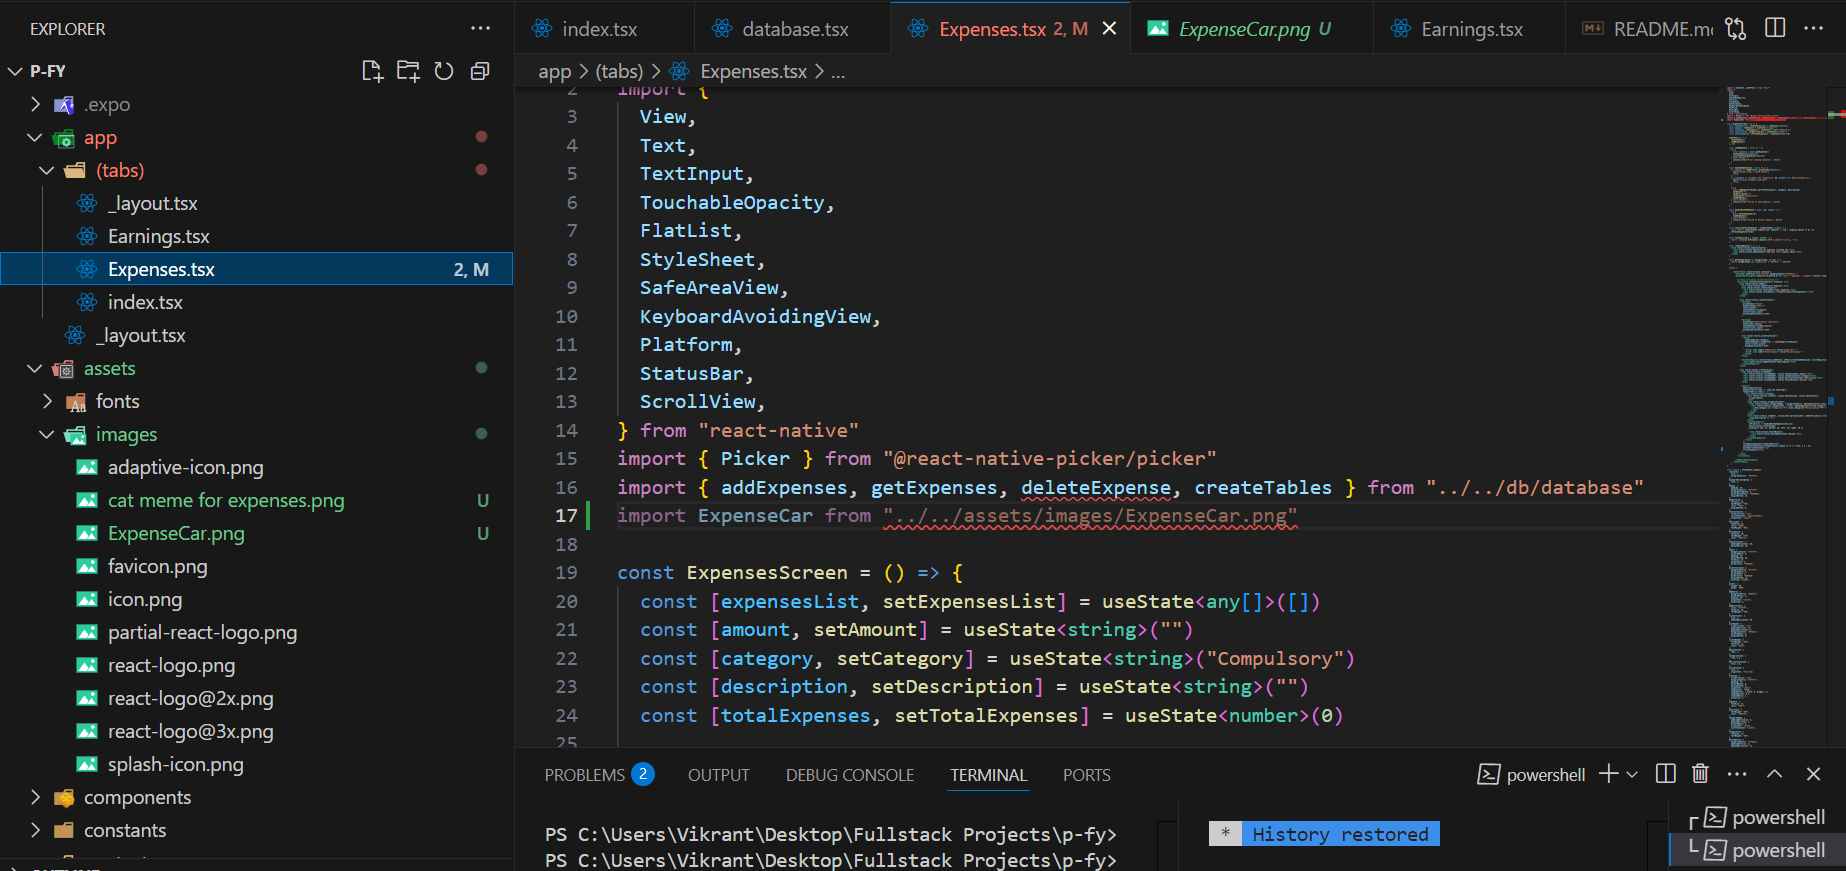 EXPLORER
P-FY
.expo
app
(tabs)
_layout.tsx
Earnings.tsx
Expenses.tsx 2, M
index.tsx
_layout.tsx
assets
fonts
images
adaptive-icon.png
cat meme for expenses.png U
ExpenseCar.png U
favicon.png
icon.png
partial-react-logo.png
react-logo.png
react-logo@2x.png
react-logo@3x.png
splash-icon.png
components
constants
index.tsx
database.tsx
Expenses.tsx 2, M
ExpenseCar.png U
Earnings.tsx
README.m
app > (tabs) > Expenses.tsx > ...
2 import {
3 View,
4 Text,
5 TextInput,
6 TouchableOpacity,
7 FlatList,
8 StyleSheet,
9 SafeAreaView,
10 KeyboardAvoidingView,
11 Platform,
12 StatusBar,
13 ScrollView,
14 } from "react-native"
15 import { Picker } from "@react-native-picker/picker"
16 import { addExpenses, getExpenses, deleteExpense, createTables } from "../../db/database"
17 import ExpenseCar from "../../assets/images/ExpenseCar.png"
18
19 const ExpensesScreen = () => {
20 const [expensesList, setExpensesList] = useState<any[]>([])
21 const [amount, setAmount] = useState<string>("")
22 const [category, setCategory] = useState<string>("Compulsory")
23 const [description, setDescription] = useState<string>("")
24 const [totalExpenses, setTotalExpenses] = useState<number>(0)
25
PROBLEMS 2 OUTPUT DEBUG CONSOLE TERMINAL PORTS
powershell
PS C:\Users\Vikrant\Desktop\Fullstack Projects\p-fy>
PS C:\Users\Vikrant\Desktop\Fullstack Projects\p-fy>
* History restored
powershell
powershell